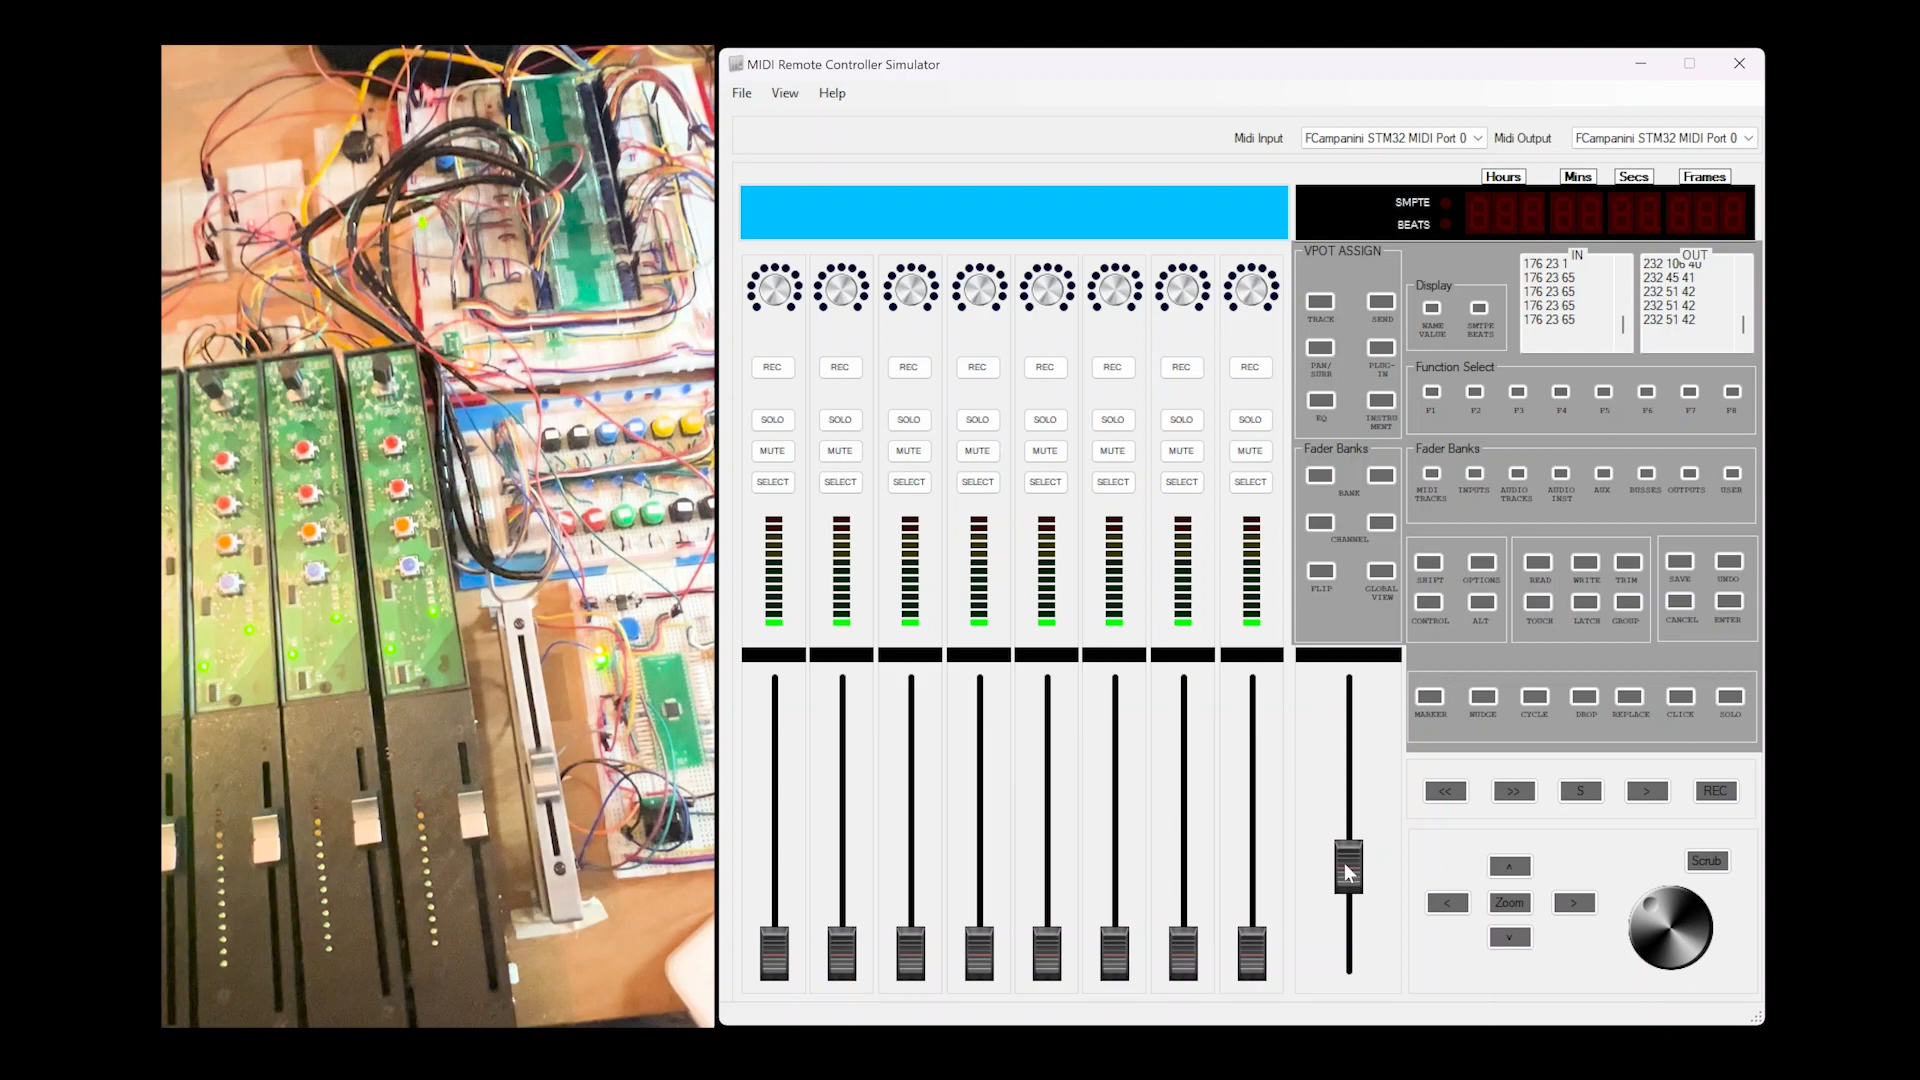 MIDI Remote Controller Simulator
File View Help
Midi Input FCampanini STM32 MIDI Port 0 Midi Output FCampanini STM32 MIDI Port 0
Hours Mins Secs Frames
SMPTE
BEATS
VPOT ASSIGN
TRACK SEND
PAN/SURR PLUG-IN
EQ INSTRUMENT
Display
NAME VALUE SMTPE BEATS
IN
176 23 1
176 23 65
176 23 65
176 23 65
176 23 65
OUT
232 106 40
232 45 41
232 51 42
232 51 42
232 51 42
Function Select
F1 F2 F3 F4 F5 F6 F7 F8
REC REC REC REC REC REC REC REC
SOLO SOLO SOLO SOLO SOLO SOLO SOLO SOLO
MUTE MUTE MUTE MUTE MUTE MUTE MUTE MUTE
SELECT SELECT SELECT SELECT SELECT SELECT SELECT SELECT
Fader Banks
BANK
CHANNEL
FLIP GLOBAL VIEW
Fader Banks
MIDI TRACKS INPUTS AUDIO TRACKS AUDIO INST AUX BUSSES OUTPUTS USER
SHIFT OPTIONS READ WRITE TRIM SAVE UNDO
CONTROL ALT TOUCH LATCH GROUP CANCEL ENTER
MARKER NUDGE CYCLE DROP REPLACE CLICK SOLO
<< >> S > REC
Scrub
^
< Zoom >
v